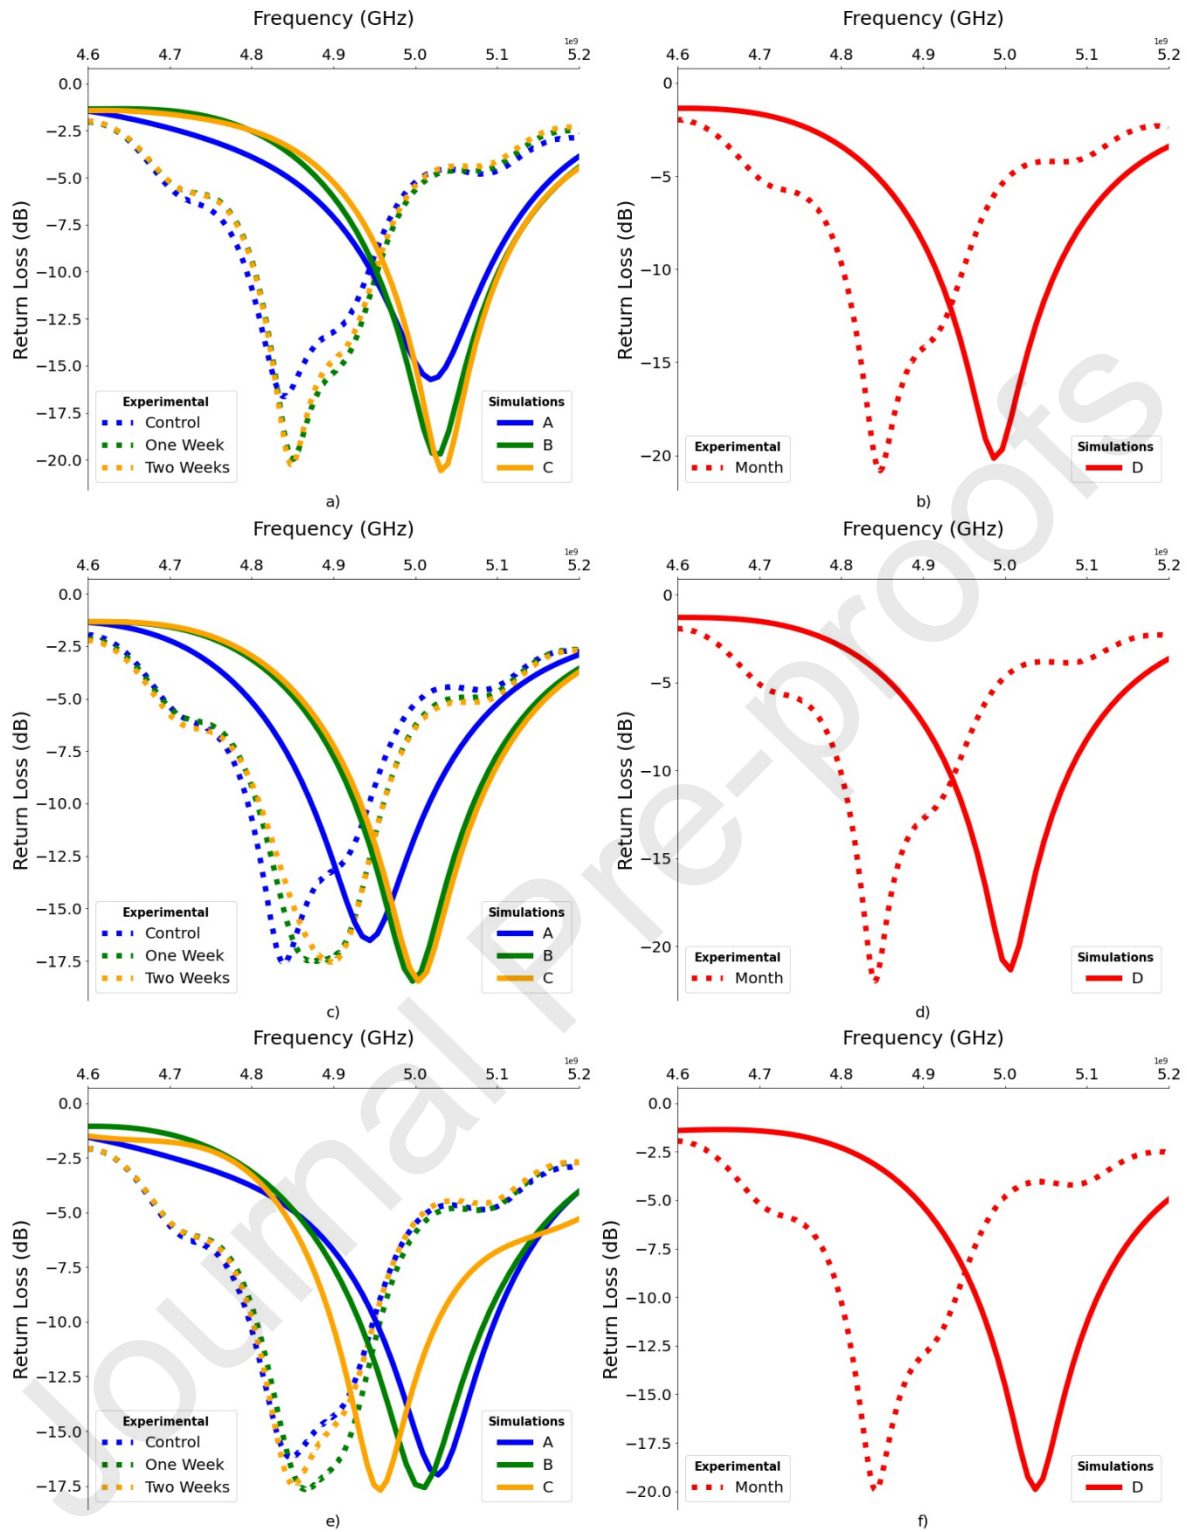 Frequency (GHz)
1e9
4.6 4.7 4.8 4.9 5.0 5.1 5.2
0.0
−2.5
−5.0
−7.5
−10.0
−12.5
−15.0
−17.5
−20.0
Return Loss (dB)
Experimental
Control
One Week
Two Weeks
Simulations
A
B
C
a)
Frequency (GHz)
1e9
4.6 4.7 4.8 4.9 5.0 5.1 5.2
0
−5
−10
−15
−20
Return Loss (dB)
Experimental
Month
Simulations
D
b)
Frequency (GHz)
1e9
4.6 4.7 4.8 4.9 5.0 5.1 5.2
0.0
−2.5
−5.0
−7.5
−10.0
−12.5
−15.0
−17.5
Return Loss (dB)
Experimental
Control
One Week
Two Weeks
Simulations
A
B
C
c)
Frequency (GHz)
1e9
4.6 4.7 4.8 4.9 5.0 5.1 5.2
0
−5
−10
−15
−20
Return Loss (dB)
Experimental
Month
Simulations
D
d)
Frequency (GHz)
1e9
4.6 4.7 4.8 4.9 5.0 5.1 5.2
0.0
−2.5
−5.0
−7.5
−10.0
−12.5
−15.0
−17.5
Return Loss (dB)
Experimental
Control
One Week
Two Weeks
Simulations
A
B
C
e)
Frequency (GHz)
1e9
4.6 4.7 4.8 4.9 5.0 5.1 5.2
0.0
−2.5
−5.0
−7.5
−10.0
−12.5
−15.0
−17.5
−20.0
Return Loss (dB)
Experimental
Month
Simulations
D
f)
Journal Pre-proofs